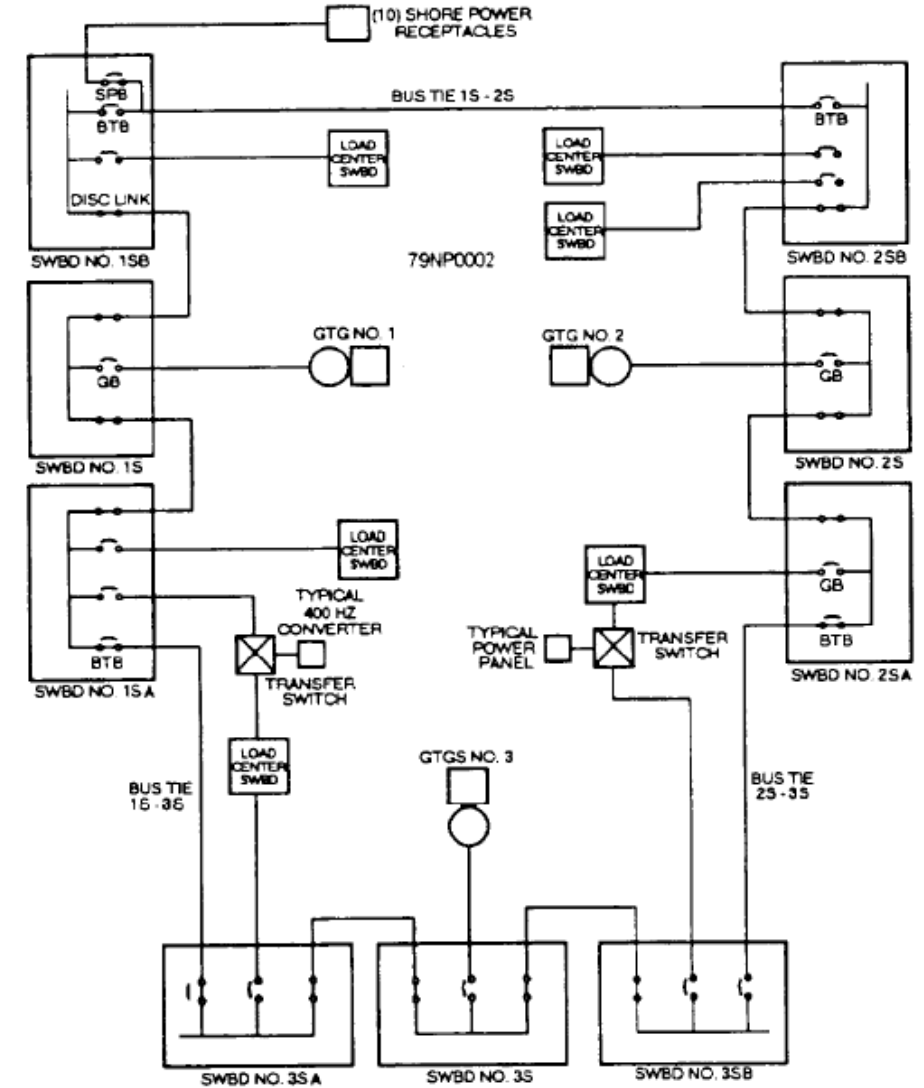 (10) SHORE POWER
RECEPTACLES
SPB
BTB
BUS TIE 1S - 2S
BTB
LOAD
CENTER
SWBD
LOAD
CENTER
SWBD
DISC LINK
LOAD
CENTER
SWBD
SWBD NO. 1SB
79NP0002
SWBD NO. 2SB
GTG NO. 1
GTG NO. 2
GB
GB
SWBD NO. 1S
SWBD NO. 2S
LOAD
CENTER
SWBD
LOAD
CENTER
SWBD
GB
TYPICAL
400 HZ
CONVERTER
TYPICAL
POWER
PANEL
TRANSFER
SWITCH
BTB
BTB
TRANSFER
SWITCH
SWBD NO. 1SA
SWBD NO. 2SA
LOAD
CENTER
SWBD
GTGS NO. 3
BUS TIE
1S - 3S
BUS TIE
2S - 3S
SWBD NO. 3SA
SWBD NO. 3S
SWBD NO. 3SB